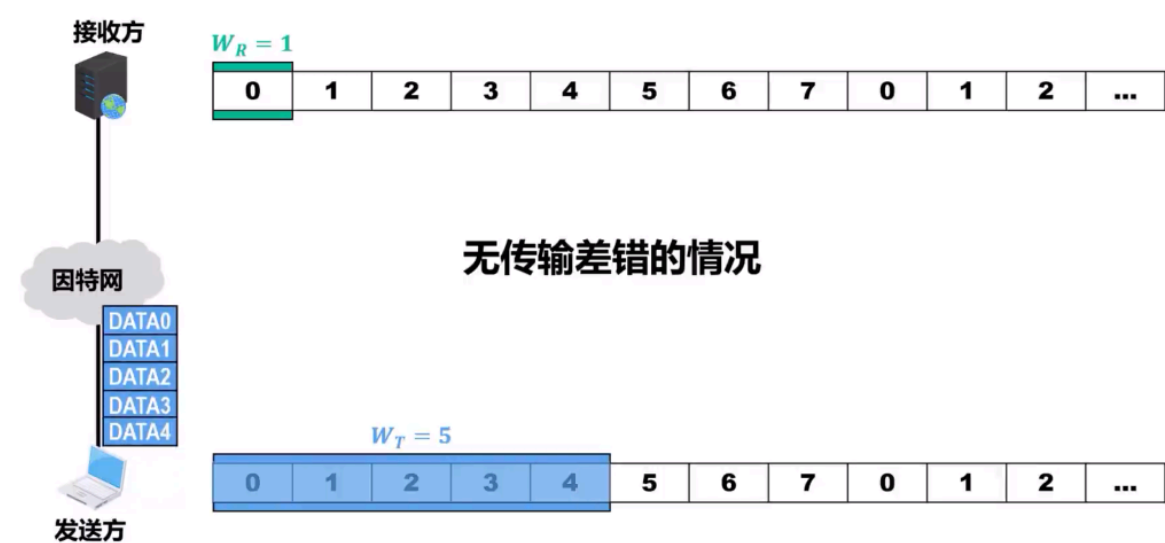 接收方
W_R = 1
0 1 2 3 4 5 6 7 0 1 2 ...
无传输差错的情况
因特网
DATA0
DATA1
DATA2
DATA3
DATA4
W_T = 5
0 1 2 3 4 5 6 7 0 1 2 ...
发送方